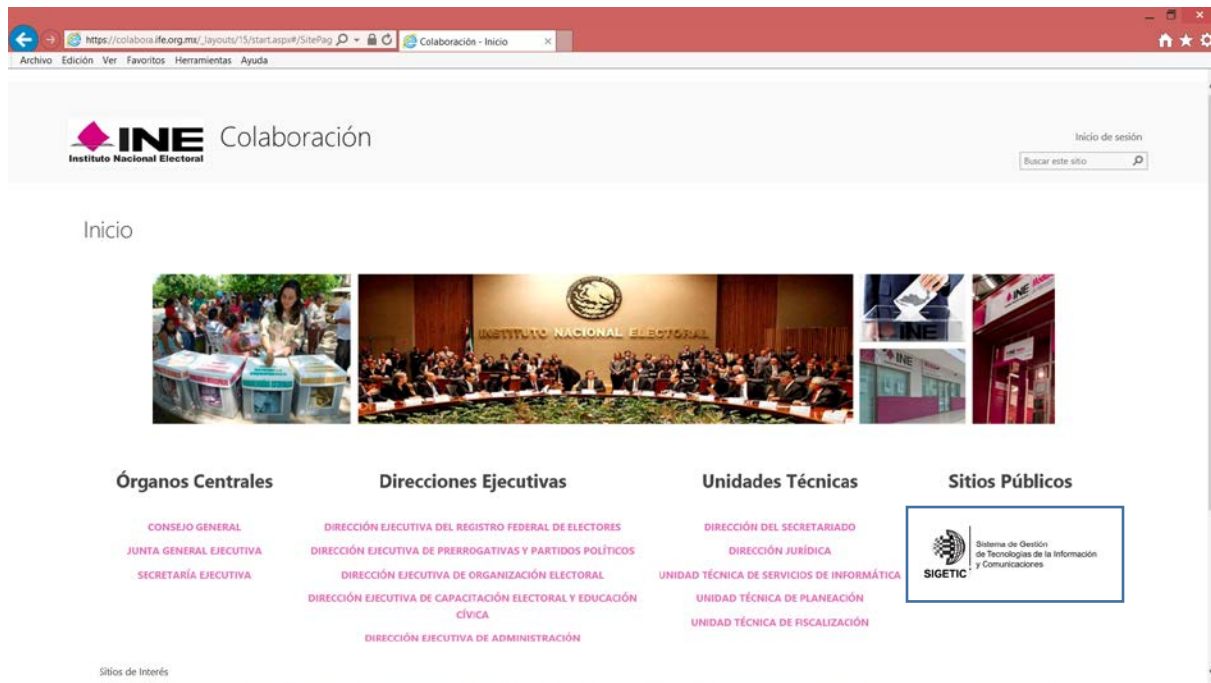 https://colabora.ife.org.mx/_layouts/15/start.aspx#/SitePag
Colaboración - Inicio
Archivo Edición Ver Favoritos Herramientas Ayuda
INE
Instituto Nacional Electoral
Colaboración
Inicio de sesión
Buscar este sitio
Inicio
INSTITUTO NACIONAL ELECTORAL
INE
INE
INE
Órganos Centrales
CONSEJO GENERAL
JUNTA GENERAL EJECUTIVA
SECRETARÍA EJECUTIVA
Direcciones Ejecutivas
DIRECCIÓN EJECUTIVA DEL REGISTRO FEDERAL DE ELECTORES
DIRECCIÓN EJECUTIVA DE PRERROGATIVAS Y PARTIDOS POLÍTICOS
DIRECCIÓN EJECUTIVA DE ORGANIZACIÓN ELECTORAL
DIRECCIÓN EJECUTIVA DE CAPACITACIÓN ELECTORAL Y EDUCACIÓN
CÍVICA
DIRECCIÓN EJECUTIVA DE ADMINISTRACIÓN
Unidades Técnicas
DIRECCIÓN DEL SECRETARIADO
DIRECCIÓN JURÍDICA
UNIDAD TÉCNICA DE SERVICIOS DE INFORMÁTICA
UNIDAD TÉCNICA DE PLANEACIÓN
UNIDAD TÉCNICA DE FISCALIZACIÓN
Sitios Públicos
SIGETIC
Sistema de Gestión
de Tecnologías de la Información
y Comunicaciones
Sitios de Interés